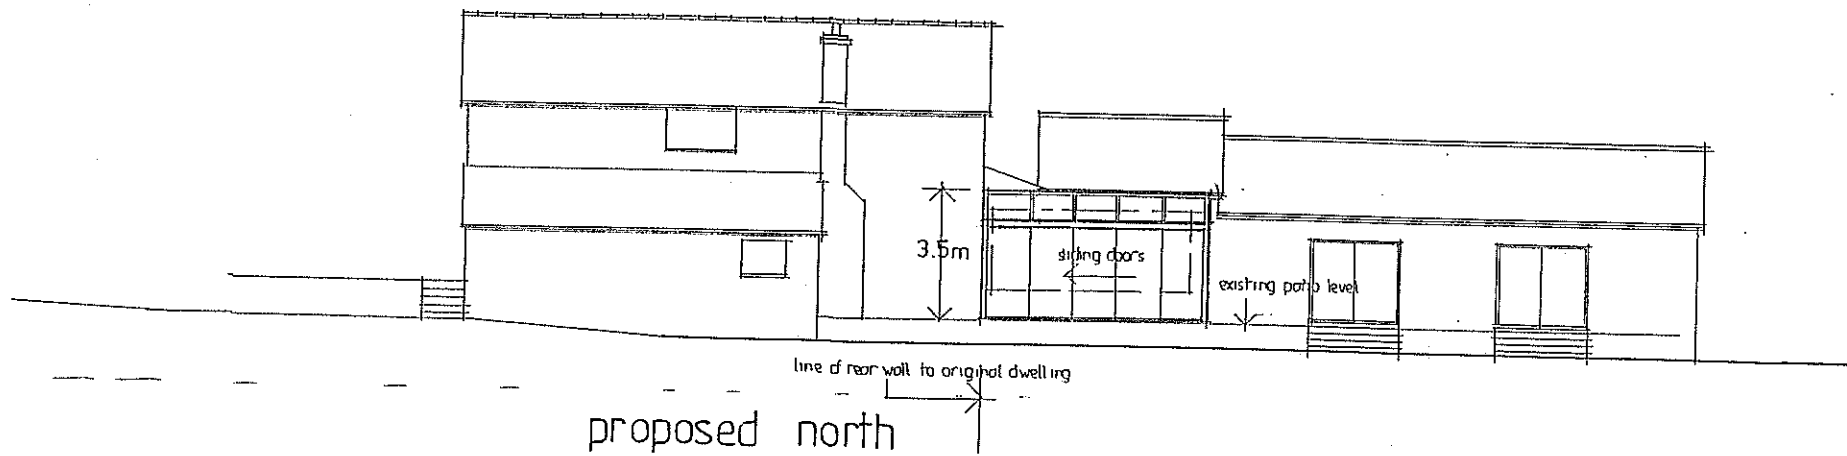 3.5m
sliding doors
existing patio level
line of rear wall to original dwelling
proposed north